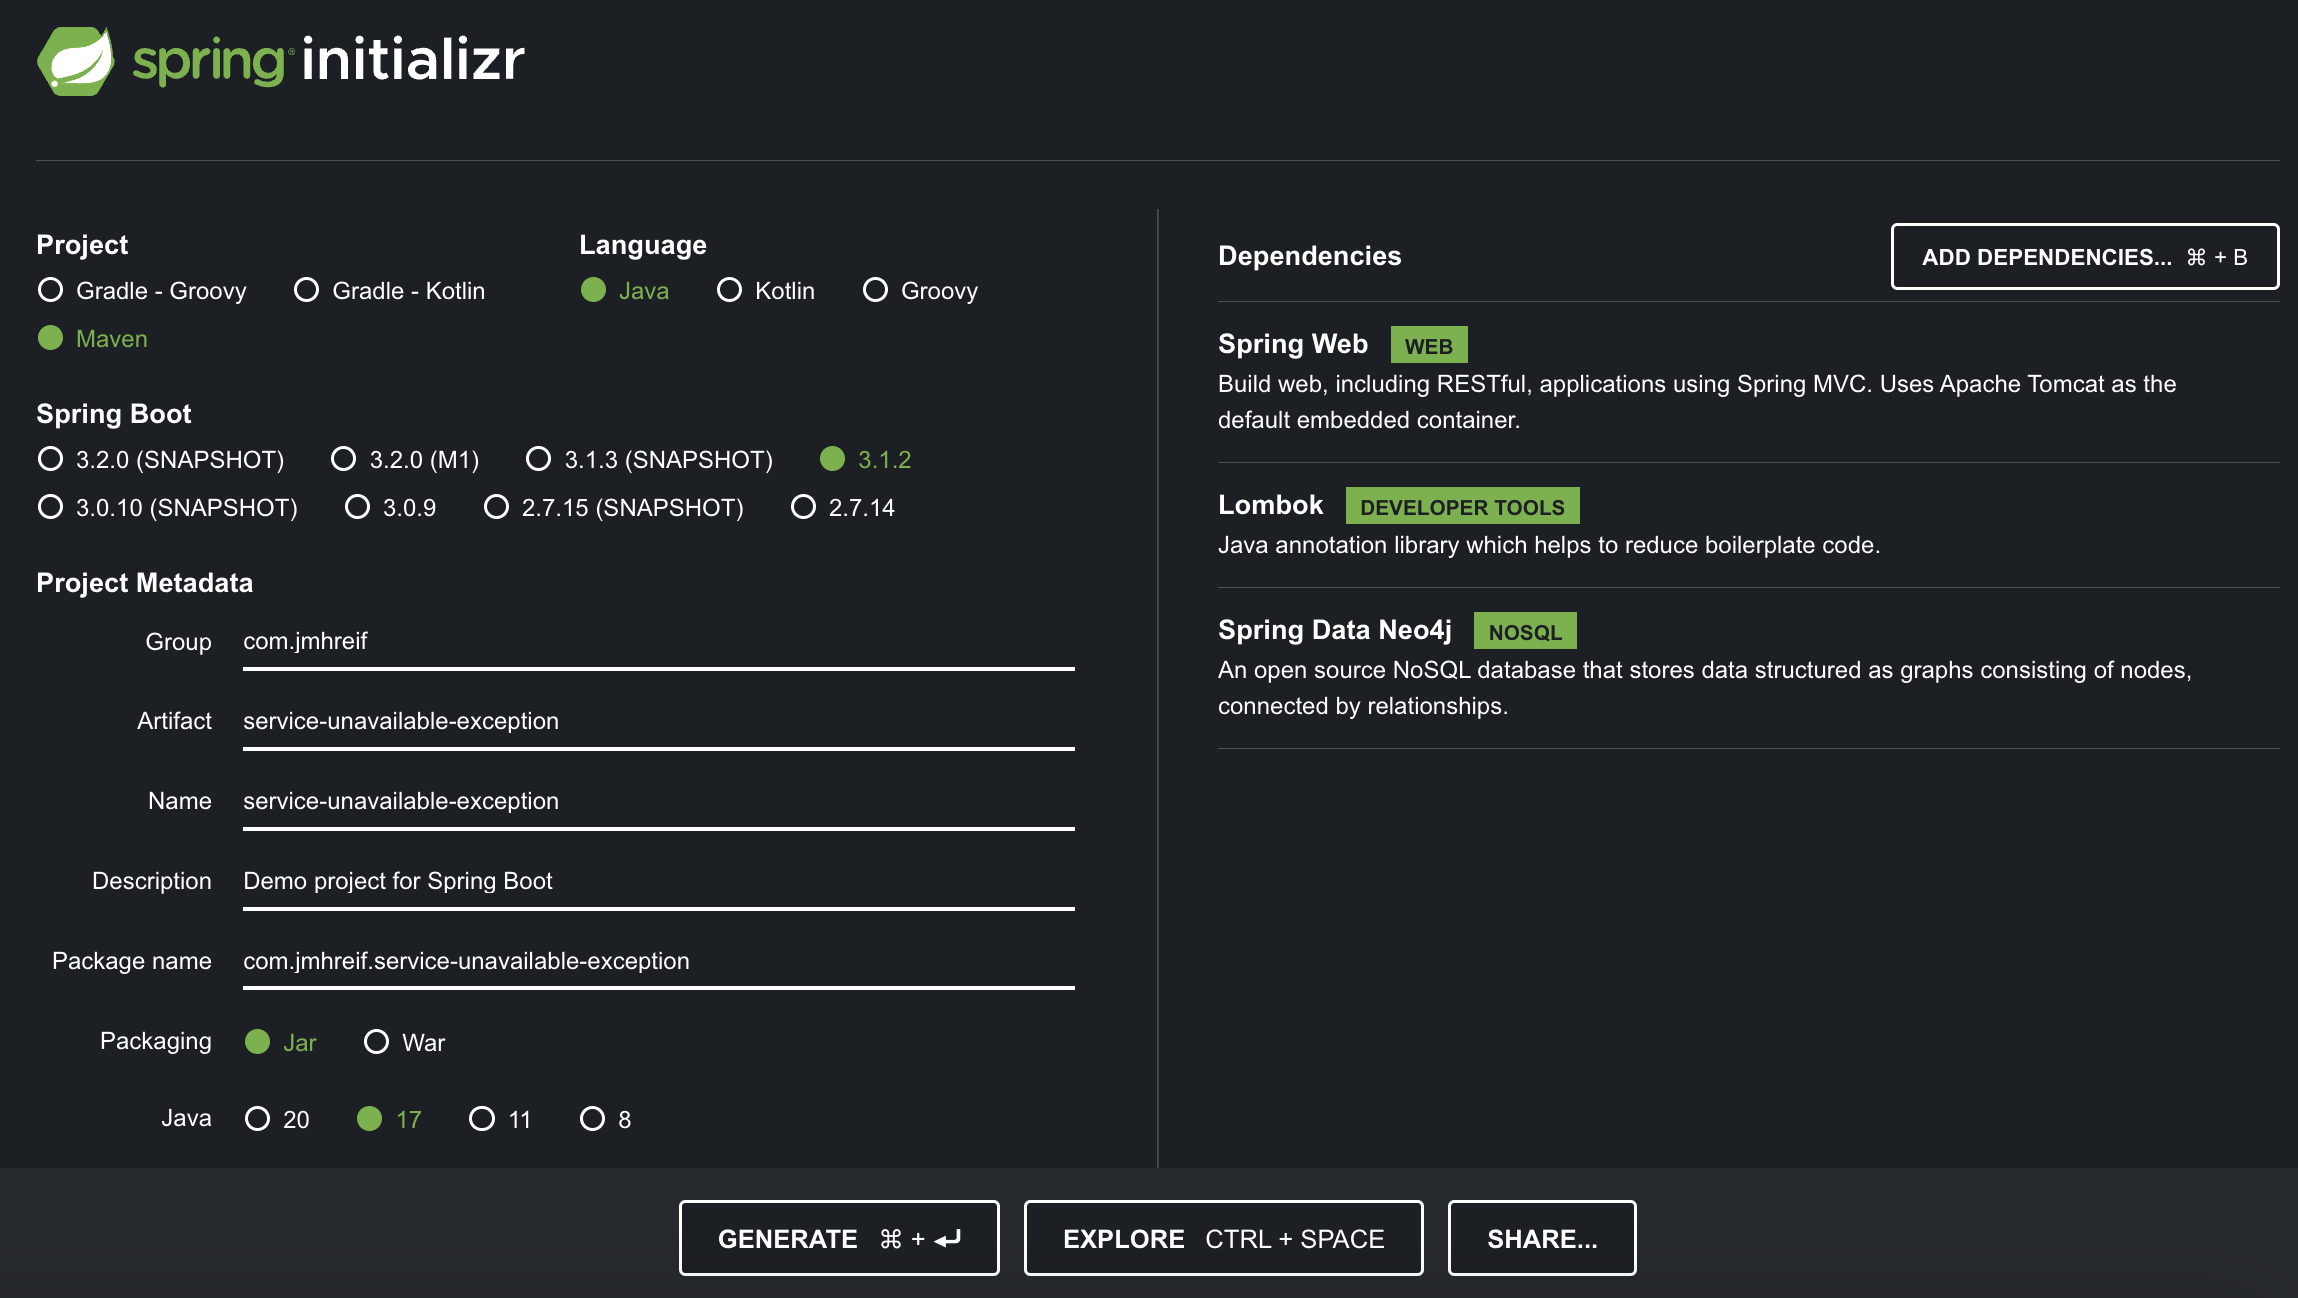 spring initializr
Project
Gradle - Groovy Gradle - Kotlin
Maven
Language
Java Kotlin Groovy
Spring Boot
3.2.0 (SNAPSHOT) 3.2.0 (M1) 3.1.3 (SNAPSHOT) 3.1.2
3.0.10 (SNAPSHOT) 3.0.9 2.7.15 (SNAPSHOT) 2.7.14
Project Metadata
Group com.jmhreif
Artifact service-unavailable-exception
Name service-unavailable-exception
Description Demo project for Spring Boot
Package name com.jmhreif.service-unavailable-exception
Packaging Jar War
Java 20 17 11 8
Dependencies
ADD DEPENDENCIES... ⌘ + B
Spring Web WEB
Build web, including RESTful, applications using Spring MVC. Uses Apache Tomcat as the
default embedded container.
Lombok DEVELOPER TOOLS
Java annotation library which helps to reduce boilerplate code.
Spring Data Neo4j NOSQL
An open source NoSQL database that stores data structured as graphs consisting of nodes,
connected by relationships.
GENERATE ⌘ + ⏎
EXPLORE CTRL + SPACE
SHARE...